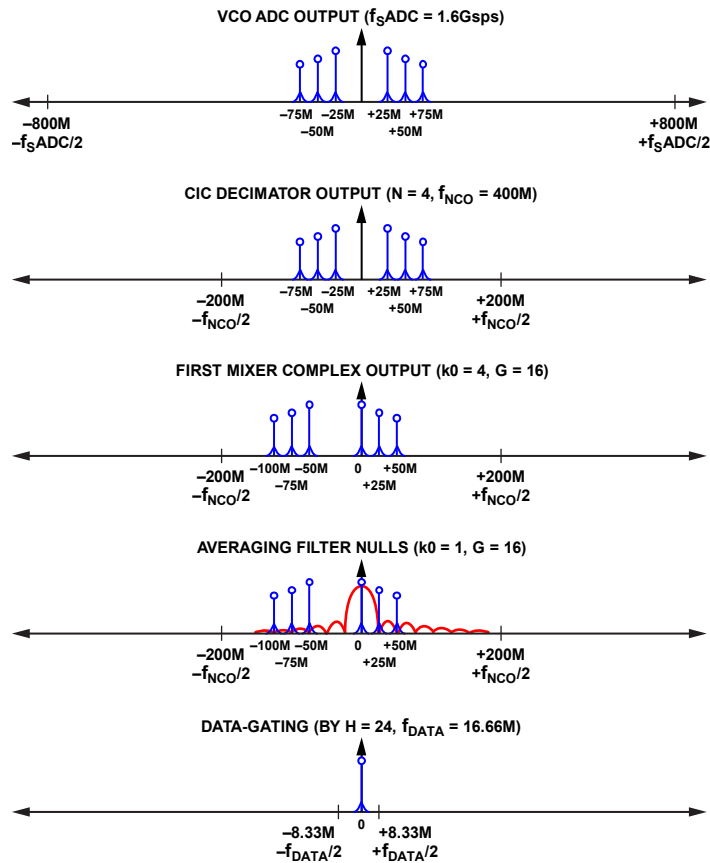 VCO ADC OUTPUT (fSADC = 1.6Gsps)
–75M –25M +25M +75M
–50M +50M
–800M +800M
–fSADC/2 +fSADC/2
CIC DECIMATOR OUTPUT (N = 4, fNCO = 400M)
–75M –25M +25M +75M
–50M +50M
–200M +200M
–fNCO/2 +fNCO/2
FIRST MIXER COMPLEX OUTPUT (k0 = 4, G = 16)
–100M –50M 0 +50M
–75M +25M
–200M +200M
–fNCO/2 +fNCO/2
AVERAGING FILTER NULLS (k0 = 1, G = 16)
–100M –50M 0 +50M
–75M +25M
–200M +200M
–fNCO/2 +fNCO/2
DATA-GATING (BY H = 24, fDATA = 16.66M)
0
–8.33M +8.33M
–fDATA/2 +fDATA/2